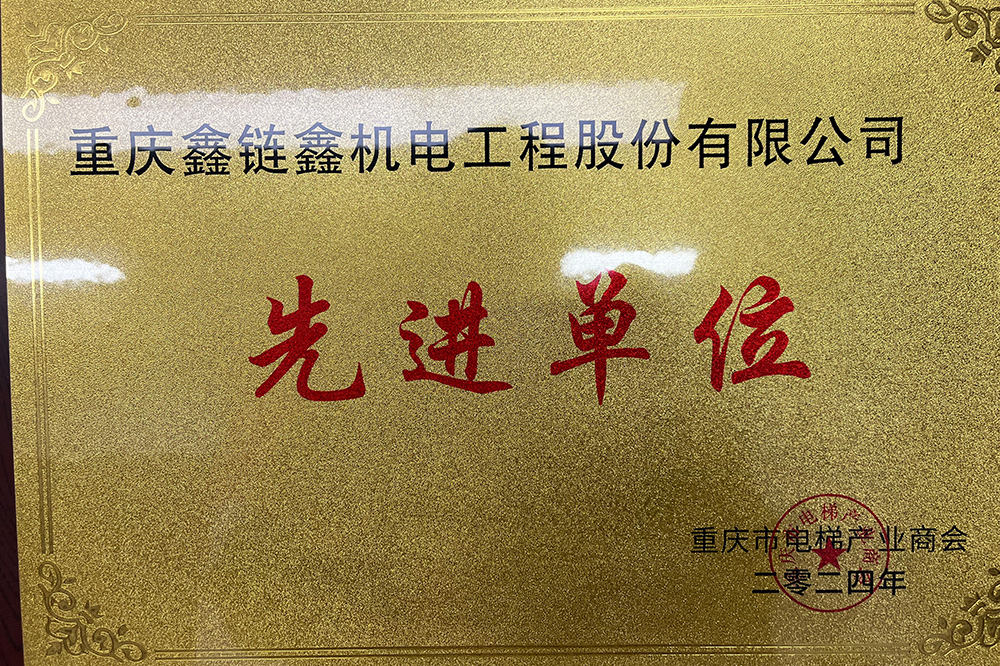 重庆鑫链鑫机电工程股份有限公司
先进单位
重庆市电梯产业商会
二零二四年